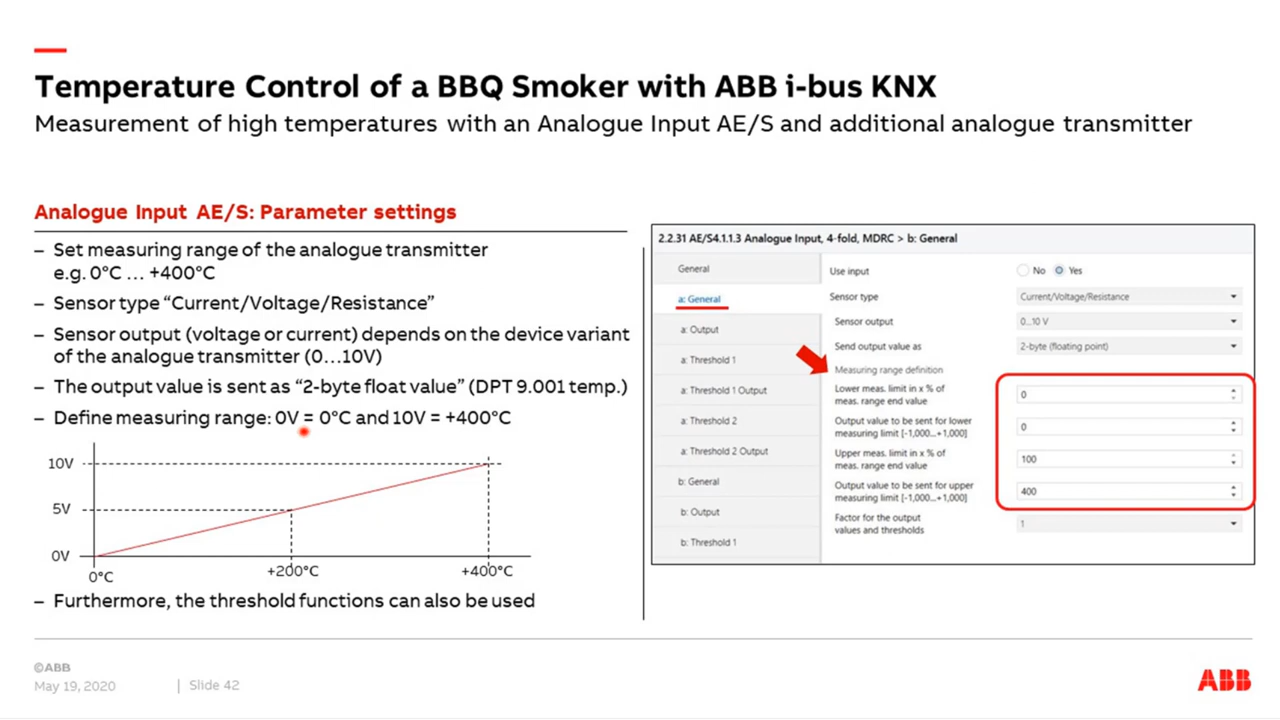 Temperature Control of a BBQ Smoker with ABB i-bus KNX
Measurement of high temperatures with an Analogue Input AE/S and additional analogue transmitter
Analogue Input AE/S: Parameter settings
– Set measuring range of the analogue transmitter
e.g. 0°C … +400°C
– Sensor type “Current/Voltage/Resistance”
– Sensor output (voltage or current) depends on the device variant
of the analogue transmitter (0…10V)
– The output value is sent as “2-byte float value” (DPT 9.001 temp.)
– Define measuring range: 0V = 0°C and 10V = +400°C
10V
5V
0V
0°C
+200°C
+400°C
– Furthermore, the threshold functions can also be used
2.2.31 AE/S4.1.1.3 Analogue Input, 4-fold, MDRC > b: General
General
a: General
a: Output
a: Threshold 1
a: Threshold 1 Output
a: Threshold 2
a: Threshold 2 Output
b: General
b: Output
b: Threshold 1
Use input
No Yes
Sensor type
Current/Voltage/Resistance
Sensor output
0...10 V
Send output value as
2-byte (floating point)
Measuring range definition
Lower meas. limit in x % of
meas. range end value
0
Output value to be sent for lower
measuring limit [-1,000...+1,000]
0
Upper meas. limit in x % of
meas. range end value
100
Output value to be sent for upper
measuring limit [-1,000...+1,000]
400
Factor for the output
values and thresholds
1
©ABB
May 19, 2020
| Slide 42
ABB